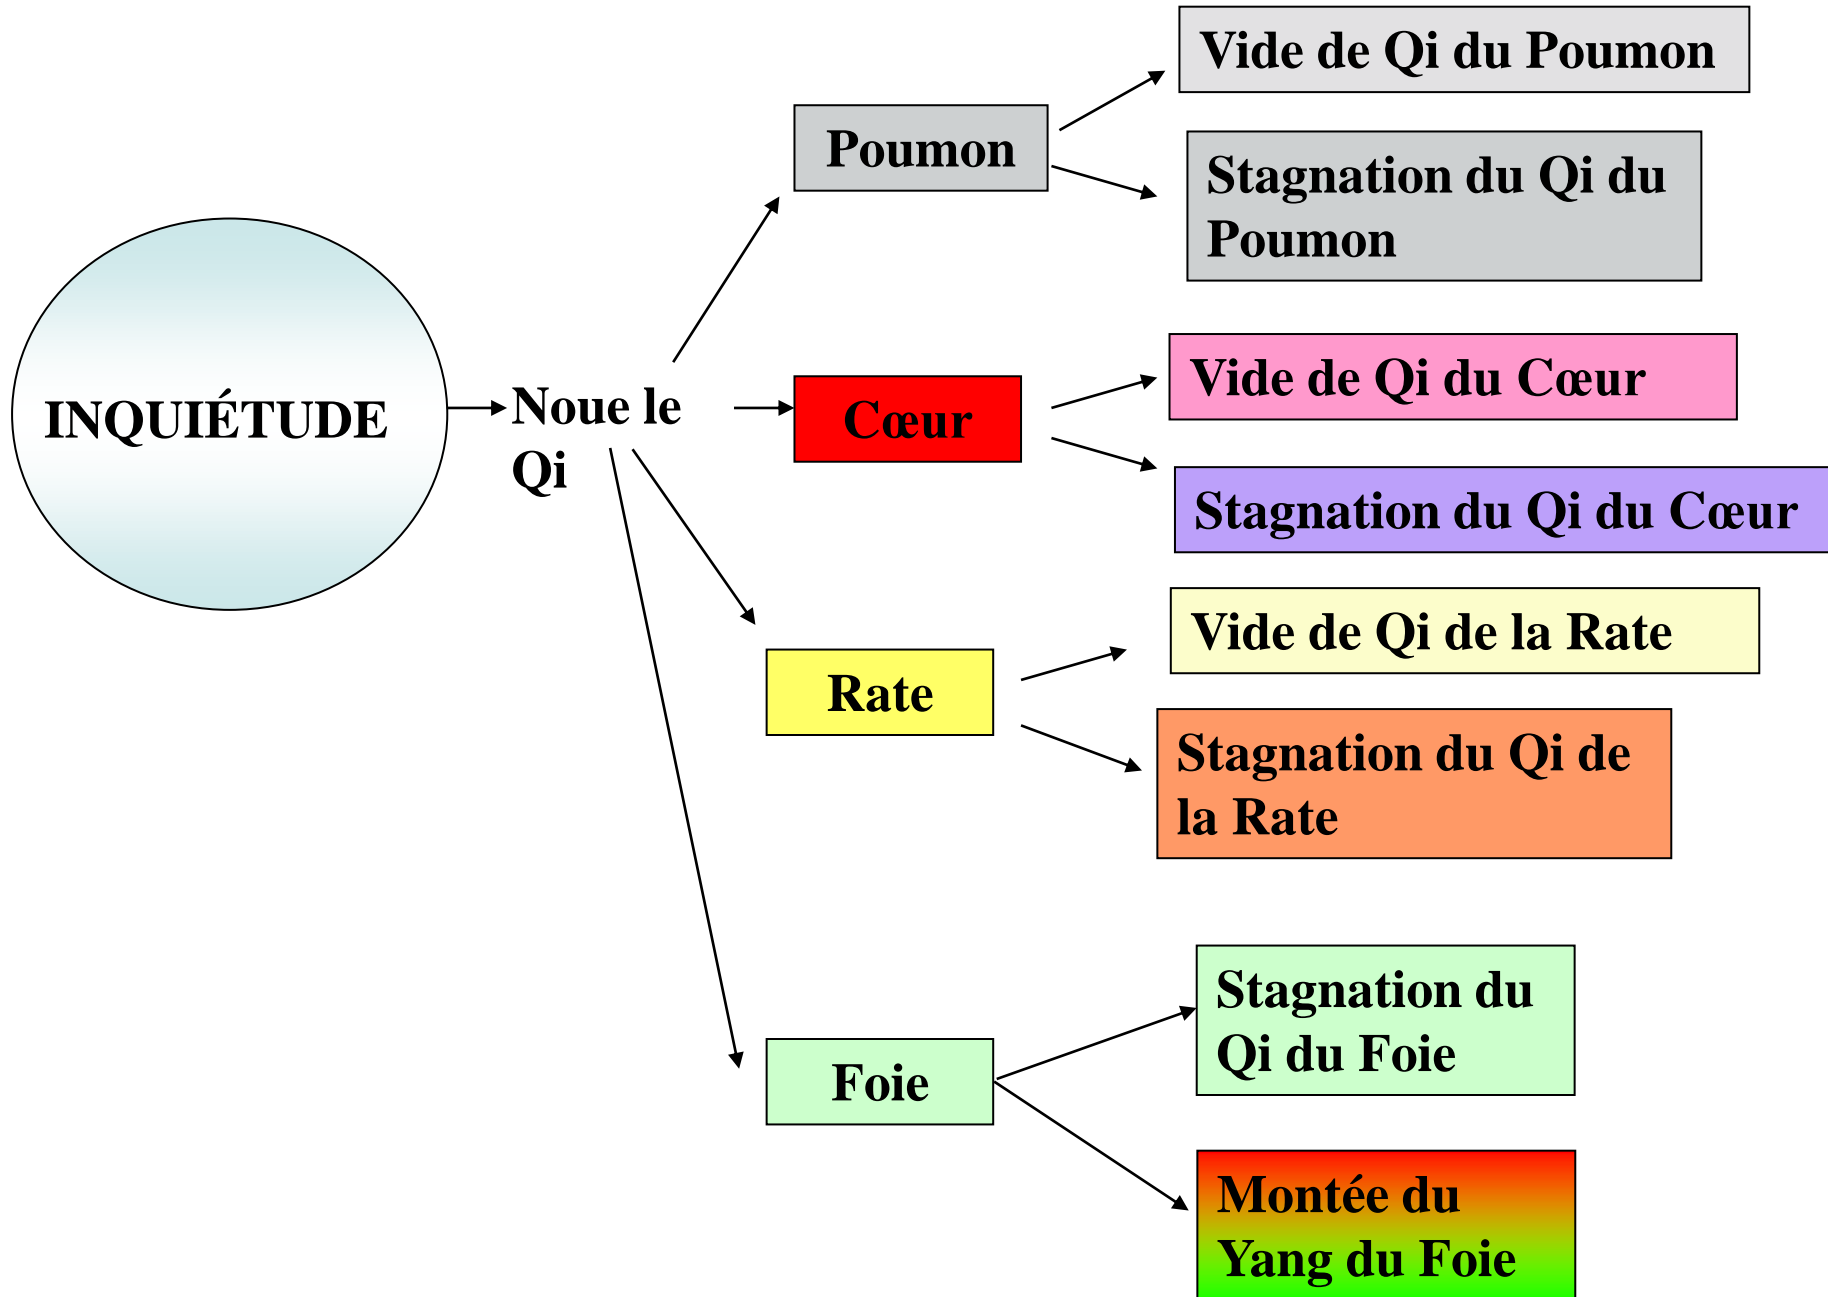 INQUIÉTUDE
Noue le
Qi
Poumon
Vide de Qi du Poumon
Stagnation du Qi du
Poumon
Cœur
Vide de Qi du Cœur
Stagnation du Qi du Cœur
Rate
Vide de Qi de la Rate
Stagnation du Qi de
la Rate
Foie
Stagnation du
Qi du Foie
Montée du
Yang du Foie